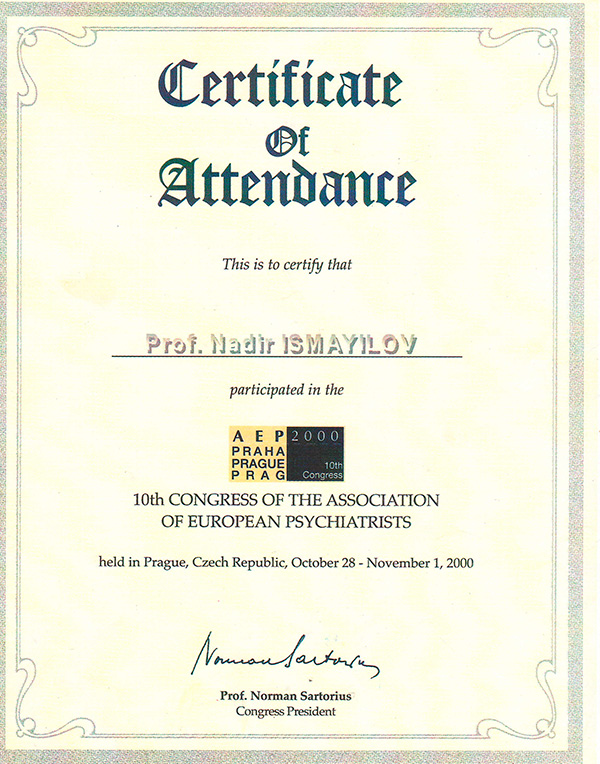 Certificate
Of
Attendance
This is to certify that
Prof. Nadir ISMAYILOV
participated in the
AEP 2000
PRAHA
PRAGUE 10th
PRAG Congress
10th CONGRESS OF THE ASSOCIATION
OF EUROPEAN PSYCHIATRISTS
held in Prague, Czech Republic, October 28 - November 1, 2000
Norman Sartorius
Prof. Norman Sartorius
Congress President